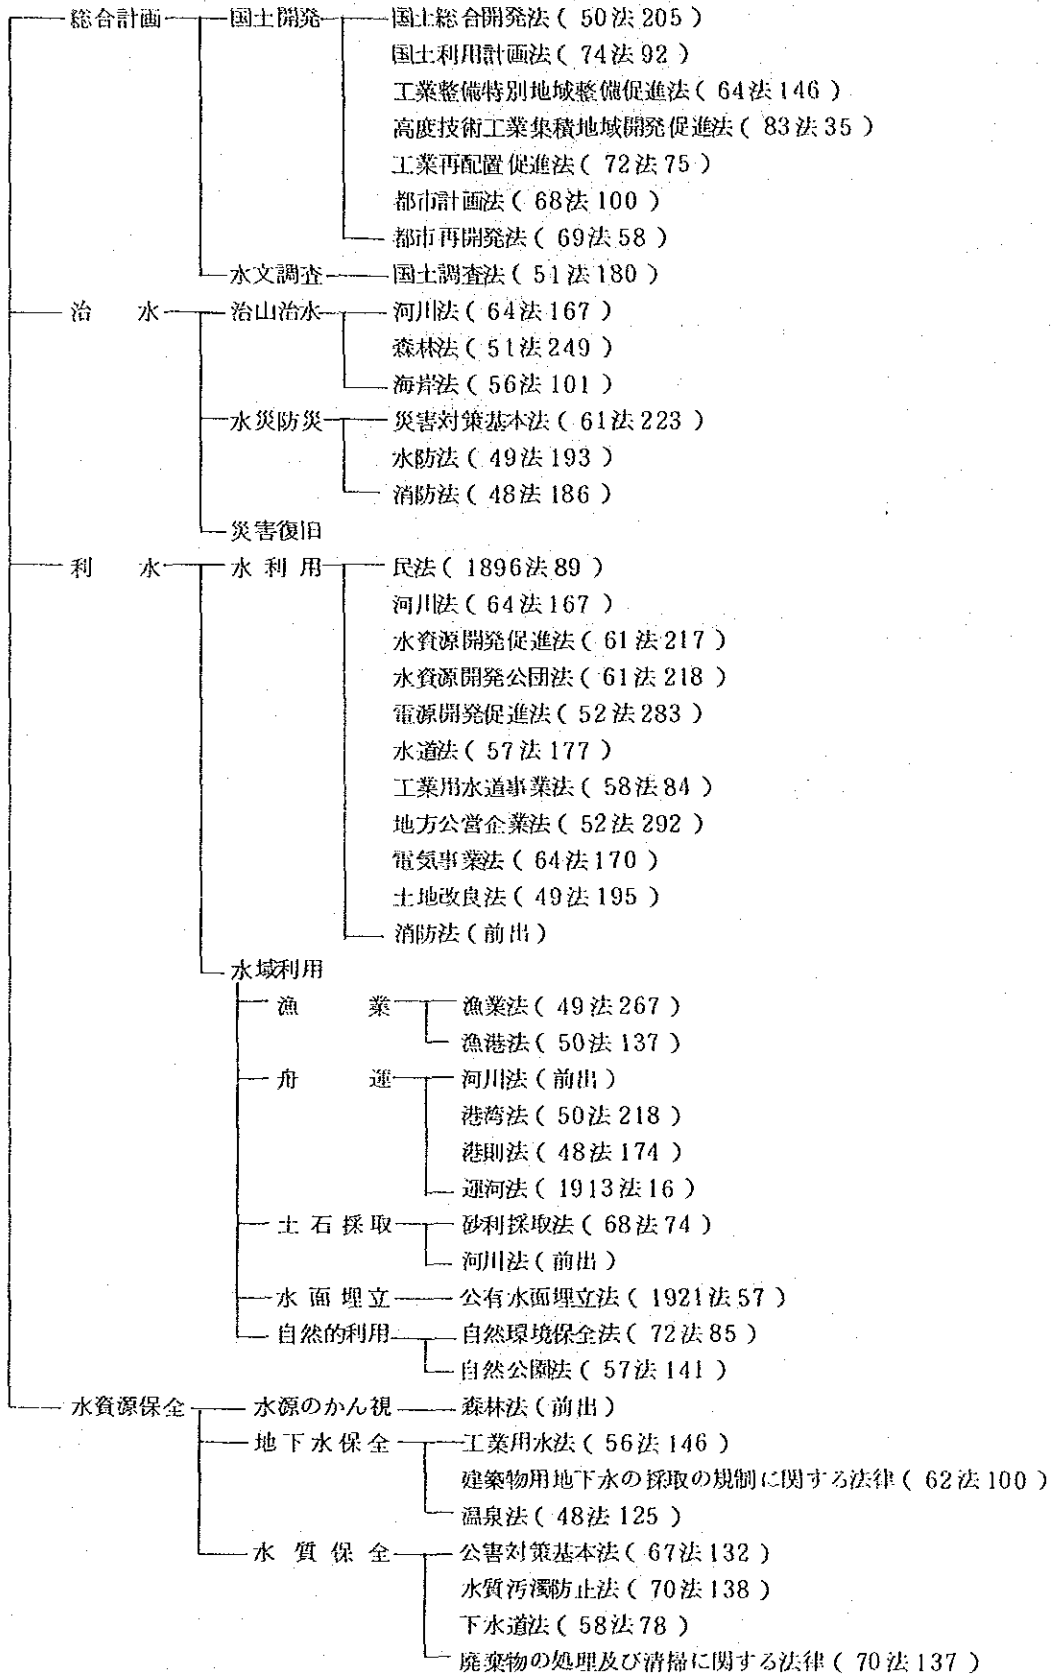 総合計画 国土開発 国土総合開発法（50法205）
国土利用計画法（74法92）
工業整備特別地域整備促進法（64法146）
高度技術工業集積地域開発促進法（83法35）
工業再配置促進法（72法75）
都市計画法（68法100）
都市再開発法（69法58）
水文調査 国土調査法（51法180）
治水 治山治水 河川法（64法167）
森林法（51法249）
海岸法（56法101）
水災防災 災害対策基本法（61法223）
水防法（49法193）
消防法（48法186）
災害復旧
利水 水利用 民法（1896法89）
河川法（64法167）
水資源開発促進法（61法217）
水資源開発公団法（61法218）
電源開発促進法（52法283）
水道法（57法177）
工業用水道事業法（58法84）
地方公営企業法（52法292）
電気事業法（64法170）
土地改良法（49法195）
消防法（前出）
水域利用
漁業 漁業法（49法267）
漁港法（50法137）
舟運 河川法（前出）
港湾法（50法218）
港則法（48法174）
運河法（1913法16）
土石採取 砂利採取法（68法74）
河川法（前出）
水面埋立 公有水面埋立法（1921法57）
自然的利用 自然環境保全法（72法85）
自然公園法（57法141）
水資源保全 水源のかん視 森林法（前出）
地下水保全 工業用水法（56法146）
建築物用地下水の採取の規制に関する法律（62法100）
温泉法（48法125）
水質保全 公害対策基本法（67法132）
水質汚濁防止法（70法138）
下水道法（58法78）
廃棄物の処理及び清掃に関する法律（70法137）